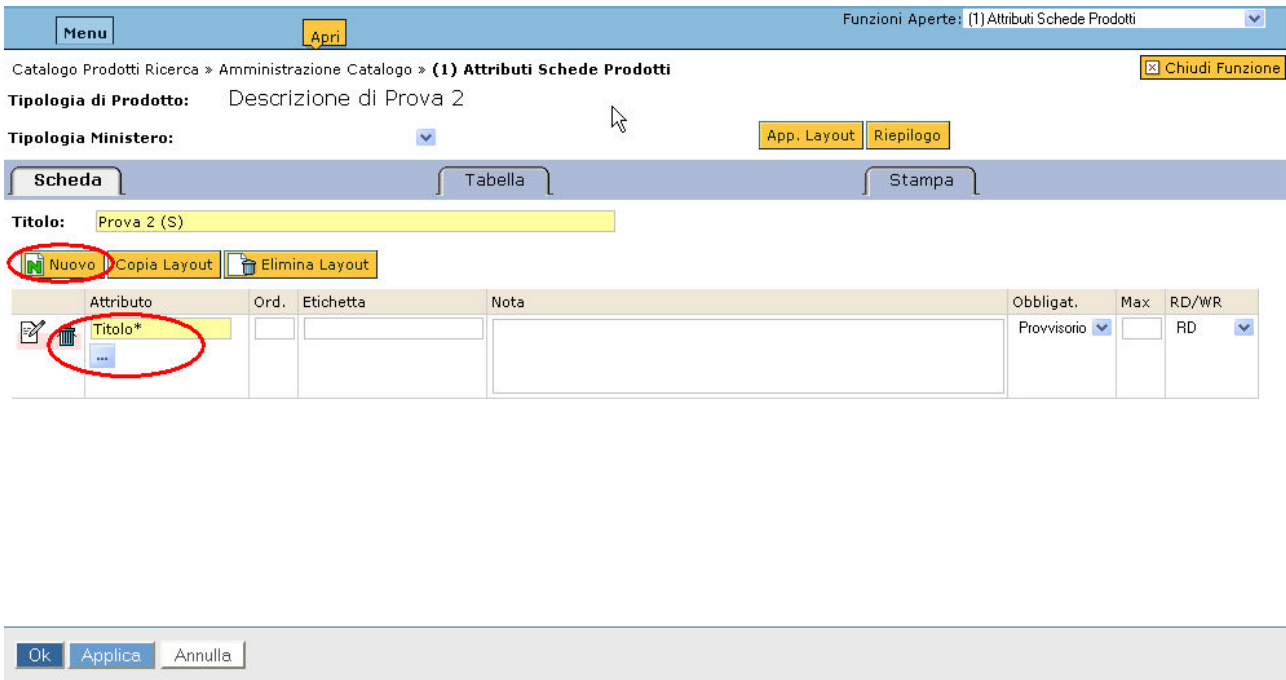 Menu Apri Funzioni Aperte: (1) Attributi Schede Prodotti
Catalogo Prodotti Ricerca » Amministrazione Catalogo » (1) Attributi Schede Prodotti Chiudi Funzione
Tipologia di Prodotto: Descrizione di Prova 2
Tipologia Ministero: App. Layout Riepilogo
Scheda Tabella Stampa
Titolo: Prova 2 (S)
N Nuovo Copia Layout Elimina Layout
Attributo Ord. Etichetta Nota Obbligat. Max RD/WR
Titolo* Provvisorio RD
...
Ok Applica Annulla